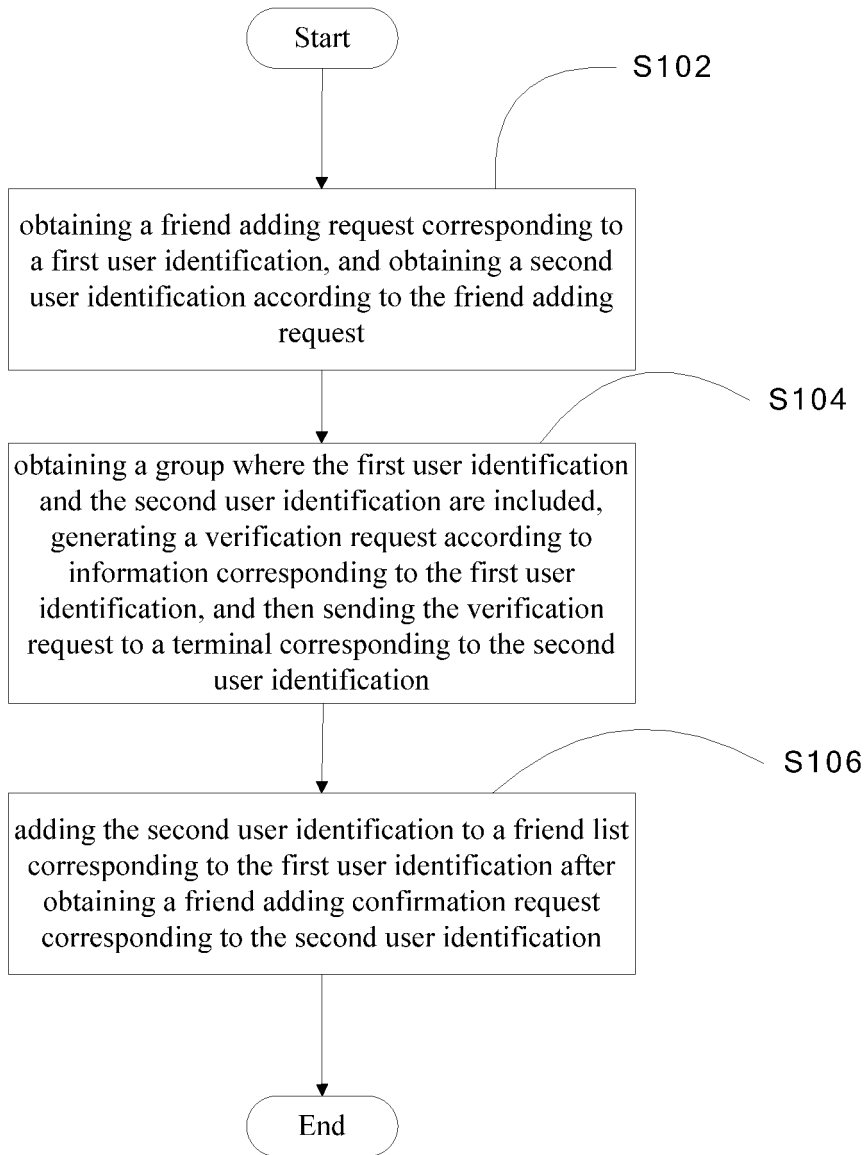 Start
S102
obtaining a friend adding request corresponding to
a first user identification, and obtaining a second
user identification according to the friend adding
request
S104
obtaining a group where the first user identification
and the second user identification are included,
generating a verification request according to
information corresponding to the first user
identification, and then sending the verification
request to a terminal corresponding to the second
user identification
S106
adding the second user identification to a friend list
corresponding to the first user identification after
obtaining a friend adding confirmation request
corresponding to the second user identification
End